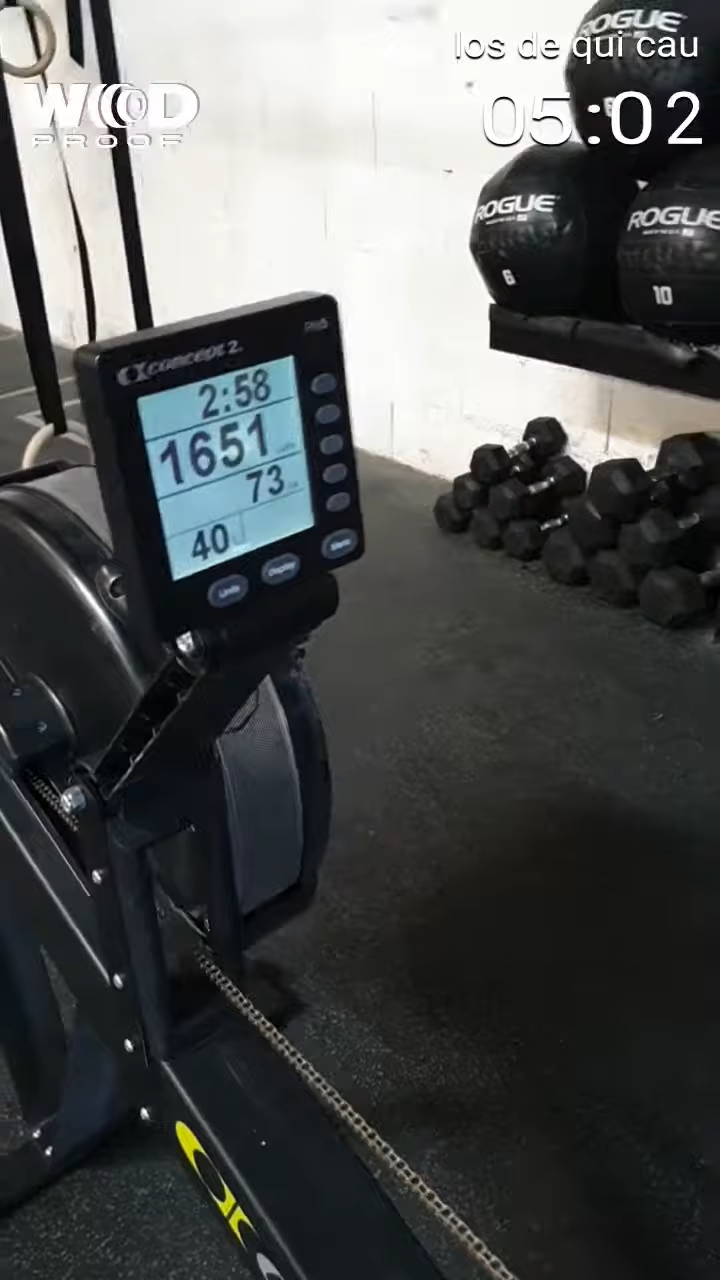 los de qui cau
05:02
WOD
PROOF
ROGUE
ROGUE
6
ROGUE
10
concept 2
2:58
1651
73
40
Units
Display
Menu